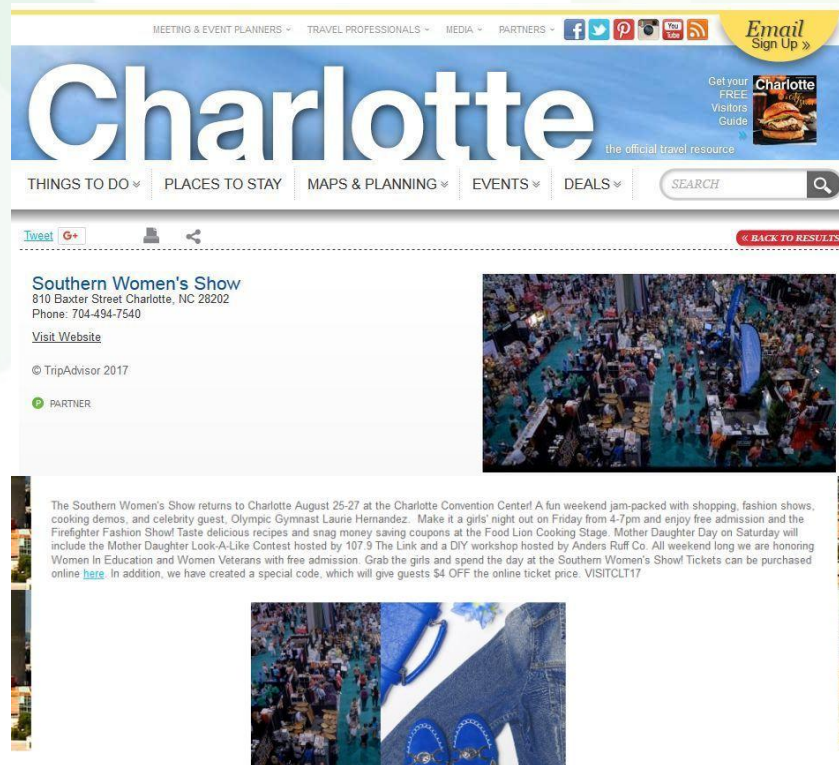 MEETING & EVENT PLANNERS TRAVEL PROFESSIONALS MEDIA PARTNERS
You
Tube
Email
Sign Up »
Charlotte
Get your
FREE
Visitors
Guide
»
Charlotte
the official travel resource
THINGS TO DO PLACES TO STAY MAPS & PLANNING EVENTS DEALS SEARCH
Tweet G+
« BACK TO RESULTS
Southern Women's Show
810 Baxter Street Charlotte, NC 28202
Phone: 704-494-7540
Visit Website
© TripAdvisor 2017
P PARTNER
The Southern Women's Show returns to Charlotte August 25-27 at the Charlotte Convention Center! A fun weekend jam-packed with shopping, fashion shows,
cooking demos, and celebrity guest, Olympic Gymnast Laurie Hernandez. Make it a girls' night out on Friday from 4-7pm and enjoy free admission and the
Firefighter Fashion Show! Taste delicious recipes and snag money saving coupons at the Food Lion Cooking Stage. Mother Daughter Day on Saturday will
include the Mother Daughter Look-A-Like Contest hosted by 107.9 The Link and a DIY workshop hosted by Anders Ruff Co. All weekend long we are honoring
Women In Education and Women Veterans with free admission. Grab the girls and spend the day at the Southern Women's Show! Tickets can be purchased
online here. In addition, we have created a special code, which will give guests $4 OFF the online ticket price. VISITCLT17